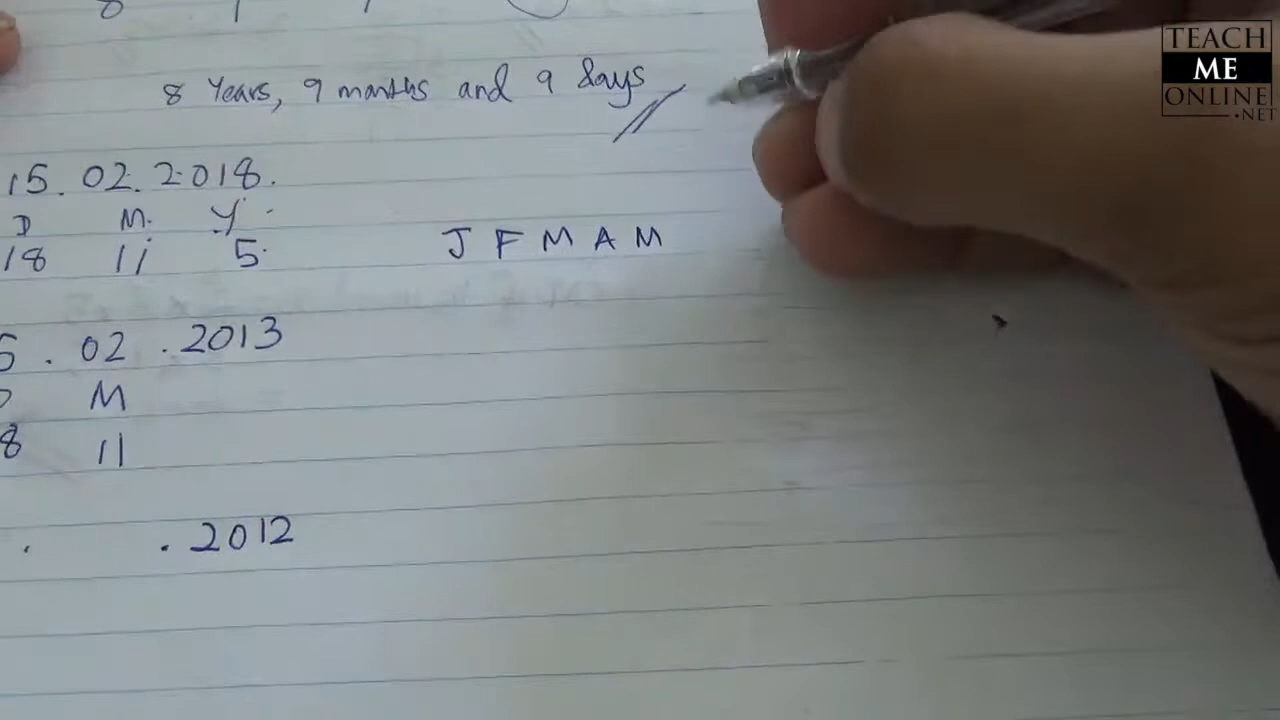 8 Years, 9 months and 9 days
15. 02. 2018.
D M. Y.
18 11 5.
J F M A M
. 02 . 2013
M
8 11
. . 2012
TEACH
ME
ONLINE
.NET